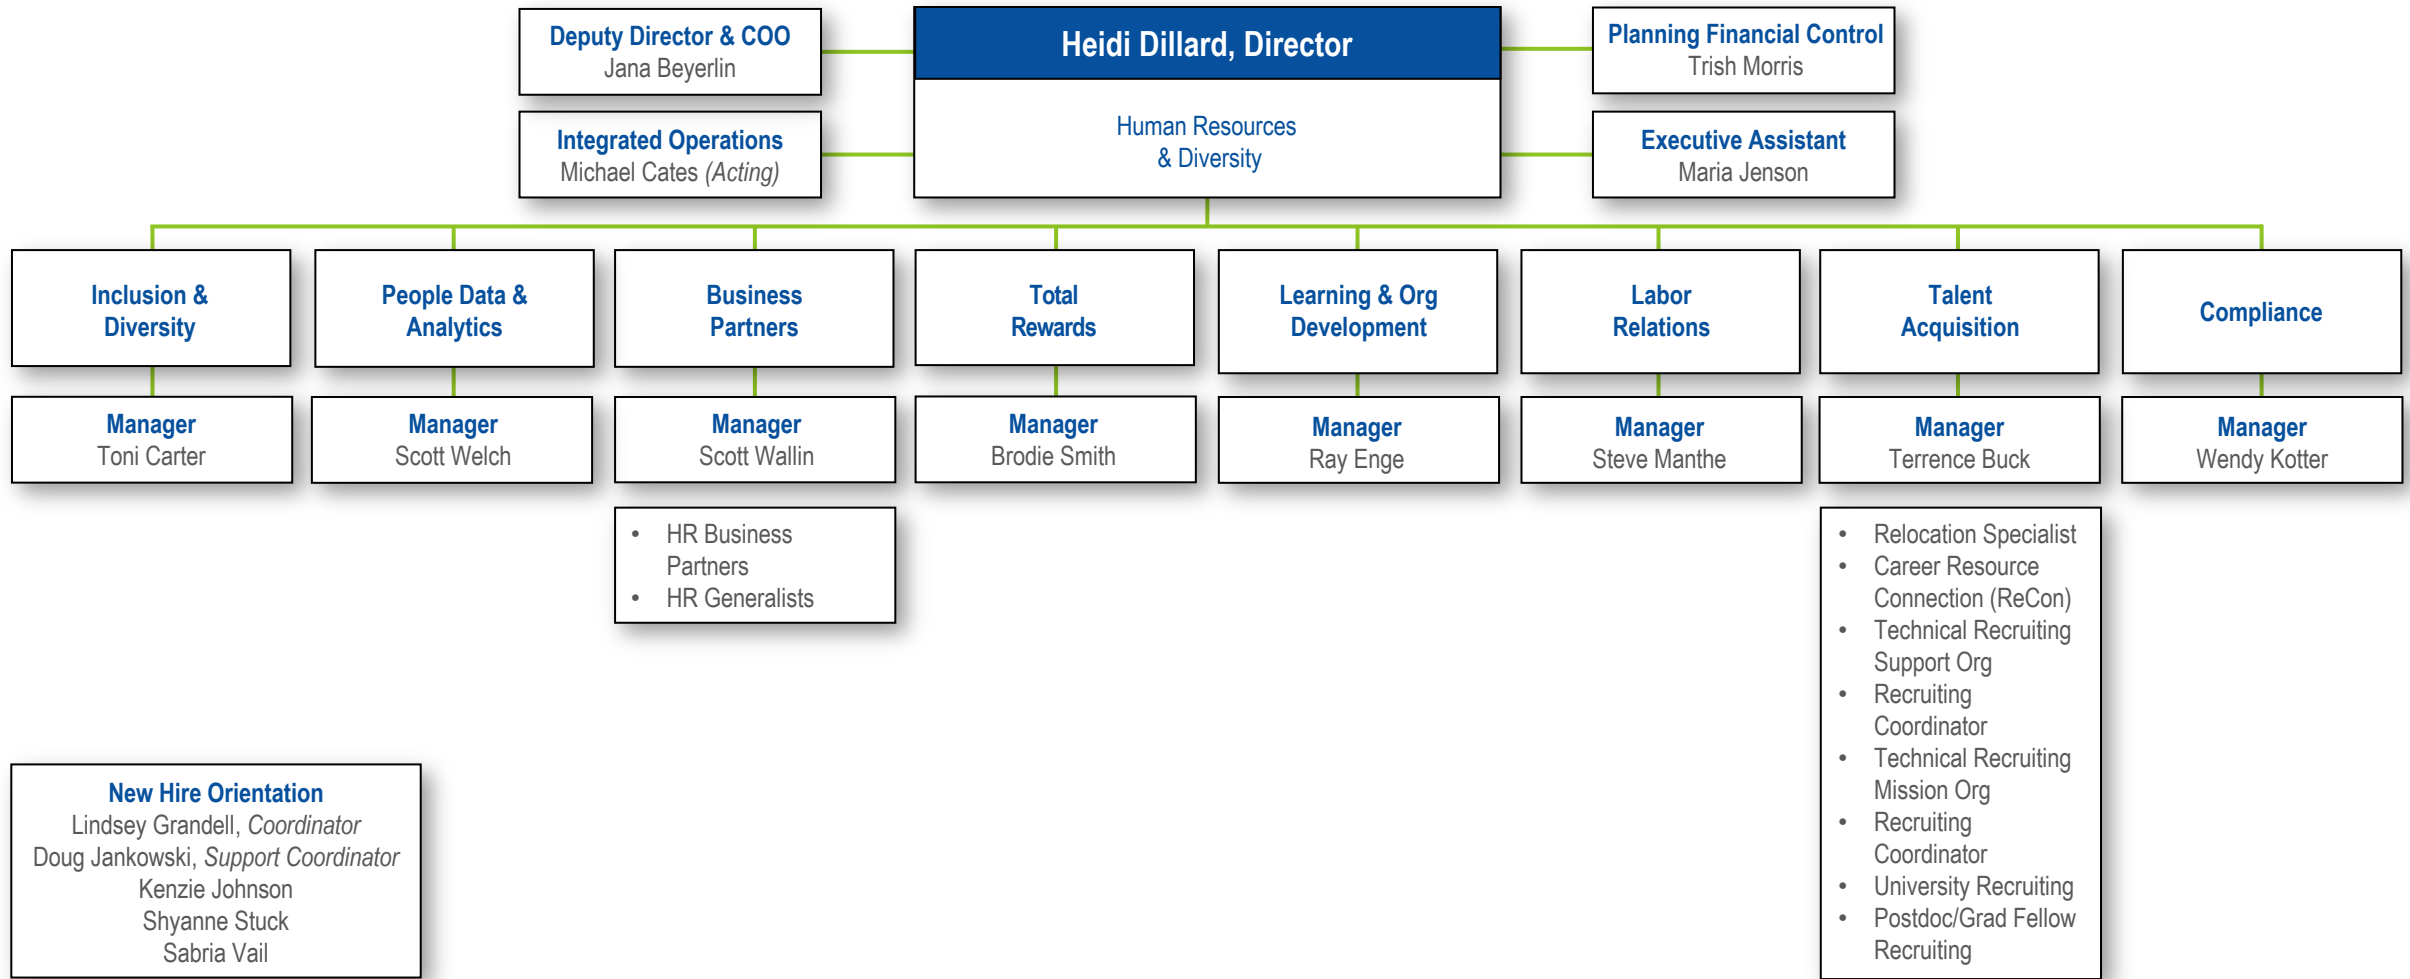 Deputy Director & COO
Jana Beyerlin
Heidi Dillard, Director
Planning Financial Control
Trish Morris
Integrated Operations
Michael Cates (Acting)
Human Resources
& Diversity
Executive Assistant
Maria Jenson
Inclusion &
Diversity
People Data &
Analytics
Business
Partners
Total
Rewards
Learning & Org
Development
Labor
Relations
Talent
Acquisition
Compliance
Manager
Toni Carter
Manager
Scott Welch
Manager
Scott Wallin
Manager
Brodie Smith
Manager
Ray Enge
Manager
Steve Manthe
Manager
Terrence Buck
Manager
Wendy Kotter
• HR Business
Partners
• HR Generalists
• Relocation Specialist
• Career Resource
Connection (ReCon)
• Technical Recruiting
Support Org
• Recruiting
Coordinator
• Technical Recruiting
Mission Org
• Recruiting
Coordinator
• University Recruiting
• Postdoc/Grad Fellow
Recruiting
New Hire Orientation
Lindsey Grandell, Coordinator
Doug Jankowski, Support Coordinator
Kenzie Johnson
Shyanne Stuck
Sabria Vail